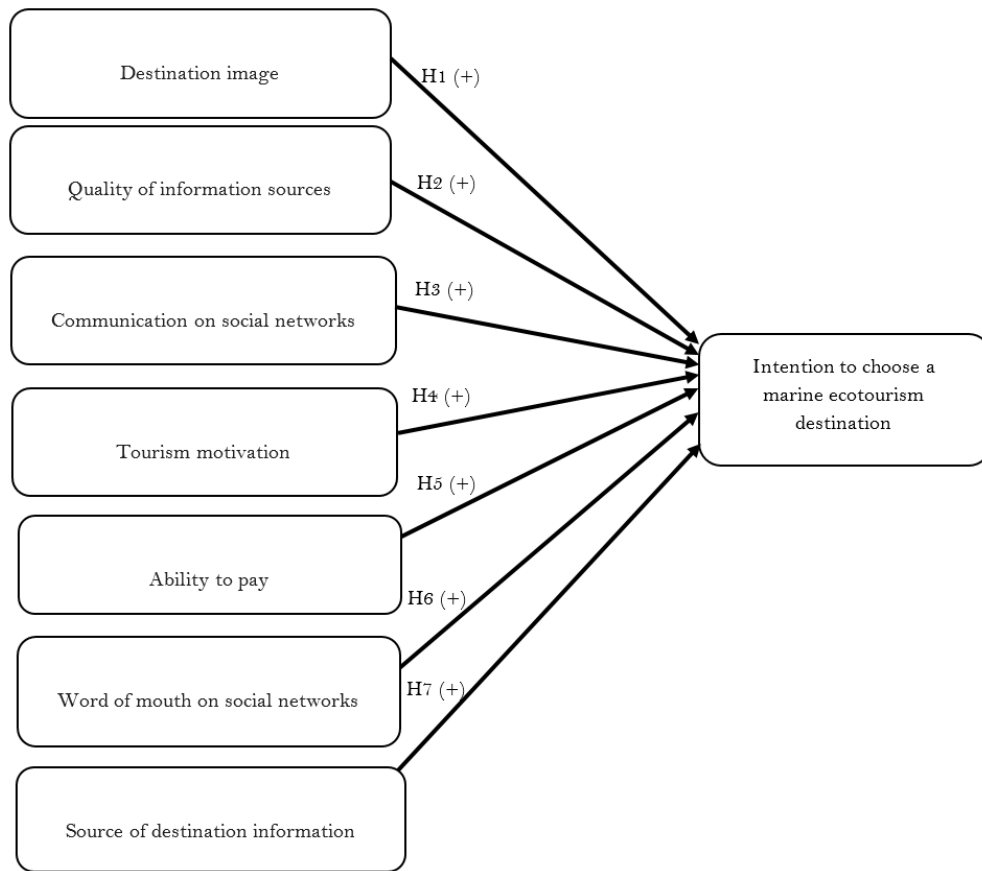 Destination image
H1 (+)
Quality of information sources
H2 (+)
Communication on social networks
H3 (+)
Tourism motivation
H4 (+)
Ability to pay
H5 (+)
Word of mouth on social networks
H6 (+)
Source of destination information
H7 (+)
Intention to choose a
marine ecotourism
destination